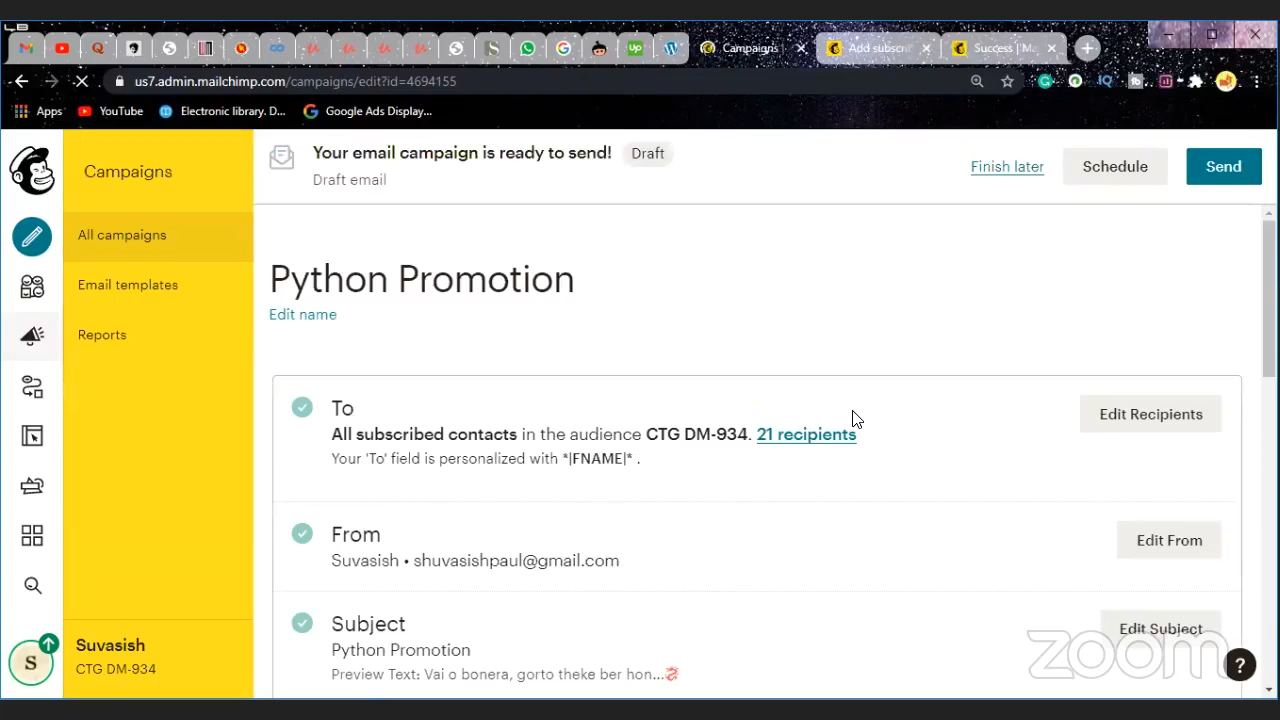 Campaigns
Add subscri
Success | Ma
us7.admin.mailchimp.com/campaigns/edit?id=4694155
Apps
YouTube
Electronic library. D...
Google Ads Display...
Campaigns
All campaigns
Email templates
Reports
Suvasish
CTG DM-934
S
Your email campaign is ready to send! Draft
Draft email
Finish later
Schedule
Send
Python Promotion
Edit name
To
All subscribed contacts in the audience CTG DM-934. 21 recipients
Your 'To' field is personalized with *|FNAME|* .
Edit Recipients
From
Suvasish • shuvasishpaul@gmail.com
Edit From
Subject
Python Promotion
Preview Text: Vai o bonera, gorto theke ber hon...
Edit Subject
zoom
?